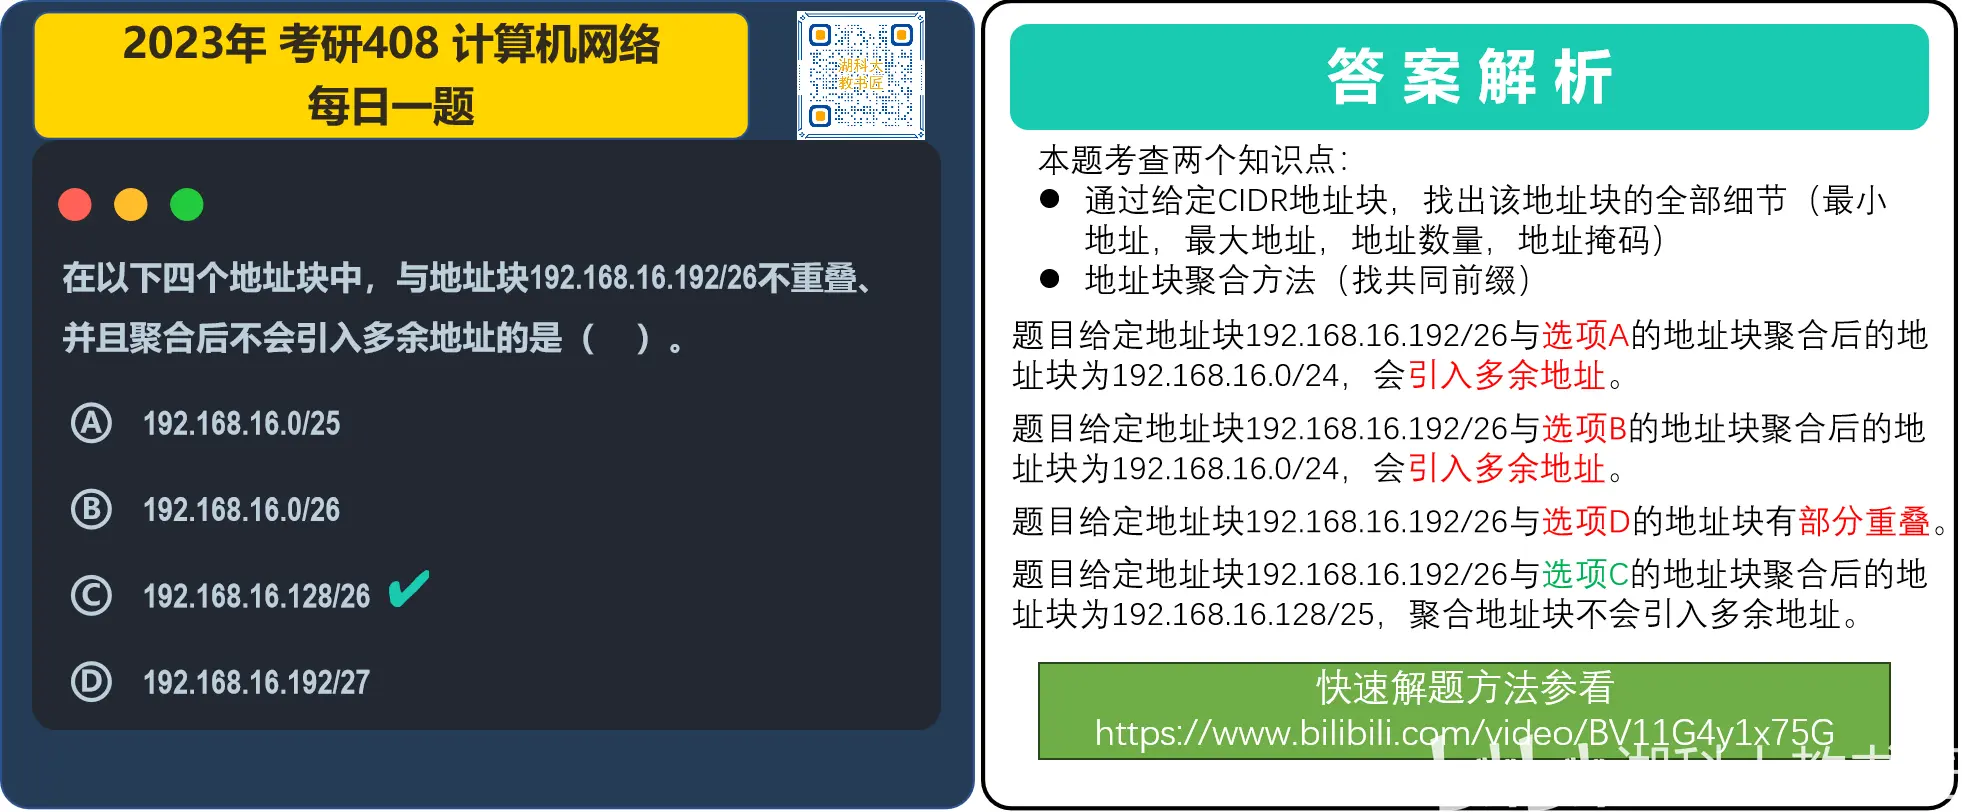 2023年 考研408 计算机网络
每日一题
湖科大
教书匠
在以下四个地址块中，与地址块192.168.16.192/26不重叠、
并且聚合后不会引入多余地址的是（ ）。
A 192.168.16.0/25
B 192.168.16.0/26
C 192.168.16.128/26 ✔
D 192.168.16.192/27
答案解析
本题考查两个知识点：
● 通过给定CIDR地址块，找出该地址块的全部细节（最小
地址，最大地址，地址数量，地址掩码）
● 地址块聚合方法（找共同前缀）
题目给定地址块192.168.16.192/26与选项A的地址块聚合后的地
址块为192.168.16.0/24，会引入多余地址。
题目给定地址块192.168.16.192/26与选项B的地址块聚合后的地
址块为192.168.16.0/24，会引入多余地址。
题目给定地址块192.168.16.192/26与选项D的地址块有部分重叠。
题目给定地址块192.168.16.192/26与选项C的地址块聚合后的地
址块为192.168.16.128/25，聚合地址块不会引入多余地址。
快速解题方法参看
https://www.bilibili.com/video/BV11G4y1x75G